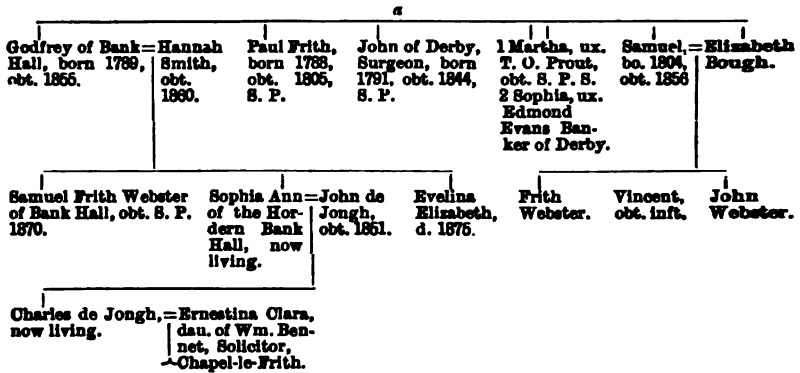 a
Godfrey of Bank
Hall, born 1789,
obt. 1855.
=Hannah
Smith,
obt.
1860.
Paul Frith,
born 1788,
obt. 1805,
S. P.
John of Derby,
Surgeon, born
1791, obt. 1844,
S. P.
1 Martha, ux.
T. O. Prout,
obt. S. P. S.
2 Sophia, ux.
Edmond
Evans Ban-
ker of Derby.
Samuel,
bo. 1804,
obt. 1856
=Elizabeth
Bough.
Samuel Frith Webster
of Bank Hall, obt. S. P.
1870.
Sophia Ann
of the Hor-
dern Bank
Hall, now
living.
=John de
Jongh,
obt. 1851.
Evelina
Elizabeth,
d. 1875.
Frith
Webster.
Vincent,
obt. inft.
John
Webster.
Charles de Jongh,
now living.
=Ernestina Clara,
dau. of Wm. Ben-
net, Solicitor,
Chapel-le-Frith.